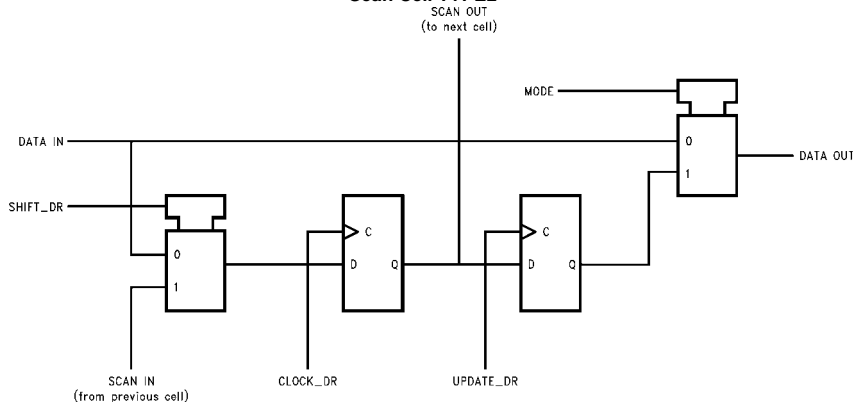 SCAN OUT
(to next cell)
MODE
DATA IN
0
DATA OUT
1
SHIFT_DR
C
C
0
D
Q
D
Q
1
SCAN IN
(from previous cell)
CLOCK_DR
UPDATE_DR